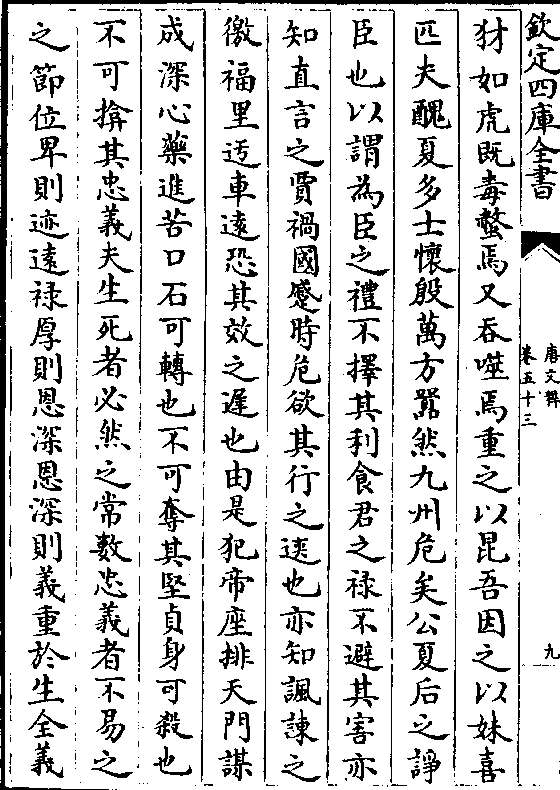 欽定四庫全書
唐文粹
卷五十三
九
豺如虎既毒螫焉又吞噬焉重之以昆吾因之以妹喜
匹夫醜夏多士懷殷萬方嚣然九州危矣公夏后之諍
臣也以謂為臣之禮不擇其利食君之禄不避其害亦
知直言之賈禍國蹙時危欲其行之速也亦知諷諫之
徼福里迃車遠恐其效之遲也由是犯帝座排天門謀
成深心藥進苦口石可轉也不可奪其堅貞身可殺也
不可揜其忠義夫生死者必然之常數忠義者不易之
之節位卑則迹遠禄厚則恩深恩深則義重於生全義